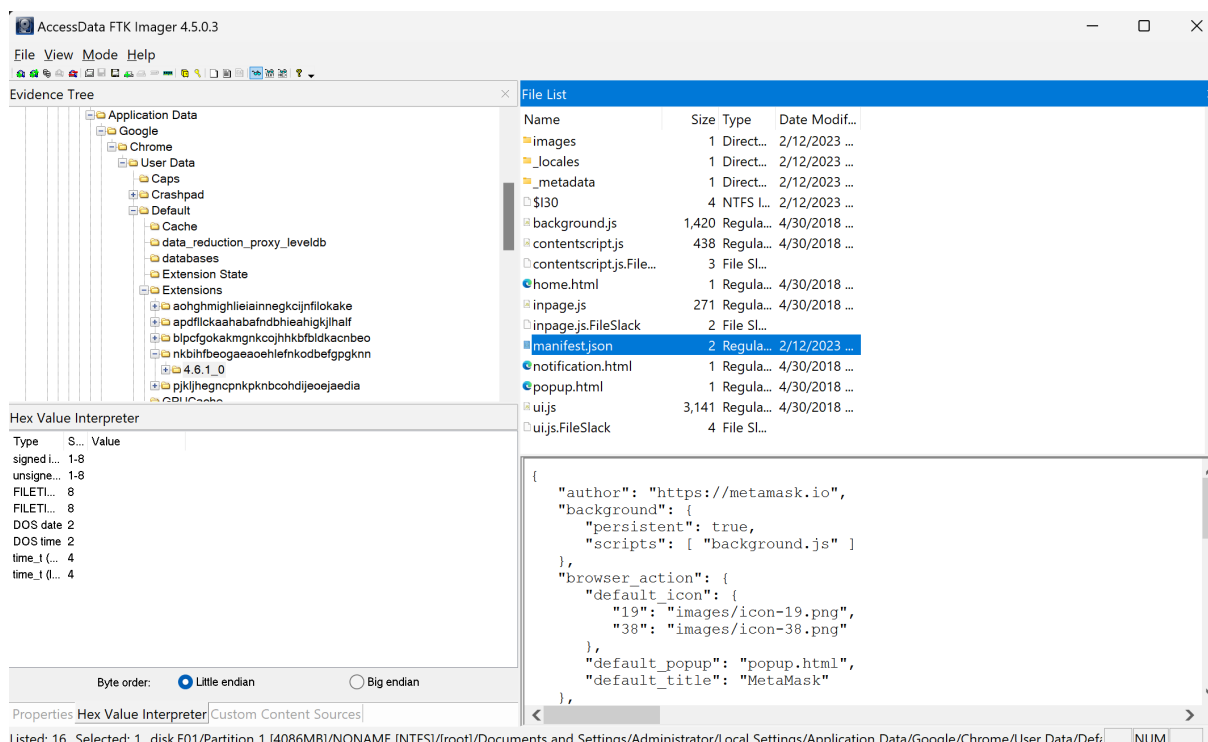 AccessData FTK Imager 4.5.0.3
File View Mode Help
Evidence Tree
Application Data
Google
Chrome
User Data
Caps
Crashpad
Default
Cache
data_reduction_proxy_leveldb
databases
Extension State
Extensions
aohghmighlieiainnegkcijnfilokake
apdfllckaahabafndbhieahigkjlhalf
blpcfgokakmgnkcojhhkbfbldkacnbeo
nkbihfbeogaeaoehlefnkodbefgpgknn
4.6.1_0
pjkljhegncpnkpknbcohdijeoejaedia
GPUCache
Hex Value Interpreter
Type S... Value
signed i... 1-8
unsigne... 1-8
FILETI... 8
FILETI... 8
DOS date 2
DOS time 2
time_t (... 4
time_t (l... 4
Byte order: Little endian Big endian
Properties Hex Value Interpreter Custom Content Sources
File List
Name Size Type Date Modif...
images 1 Direct... 2/12/2023 ...
_locales 1 Direct... 2/12/2023 ...
_metadata 1 Direct... 2/12/2023 ...
$I30 4 NTFS I... 2/12/2023 ...
background.js 1,420 Regula... 4/30/2018 ...
contentscript.js 438 Regula... 4/30/2018 ...
contentscript.js.File... 3 File Sl...
home.html 1 Regula... 4/30/2018 ...
inpage.js 271 Regula... 4/30/2018 ...
inpage.js.FileSlack 2 File Sl...
manifest.json 2 Regula... 2/12/2023 ...
notification.html 1 Regula... 4/30/2018 ...
popup.html 1 Regula... 4/30/2018 ...
ui.js 3,141 Regula... 4/30/2018 ...
ui.js.FileSlack 4 File Sl...
{
"author": "https://metamask.io",
"background": {
"persistent": true,
"scripts": [ "background.js" ]
},
"browser_action": {
"default_icon": {
"19": "images/icon-19.png",
"38": "images/icon-38.png"
},
"default_popup": "popup.html",
"default_title": "MetaMask"
},
Listed: 16 Selected: 1 disk.E01/Partition 1 [4086MB]/NONAME [NTFS]/[root]/Documents and Settings/Administrator/Local Settings/Application Data/Google/Chrome/User Data/Defa NUM